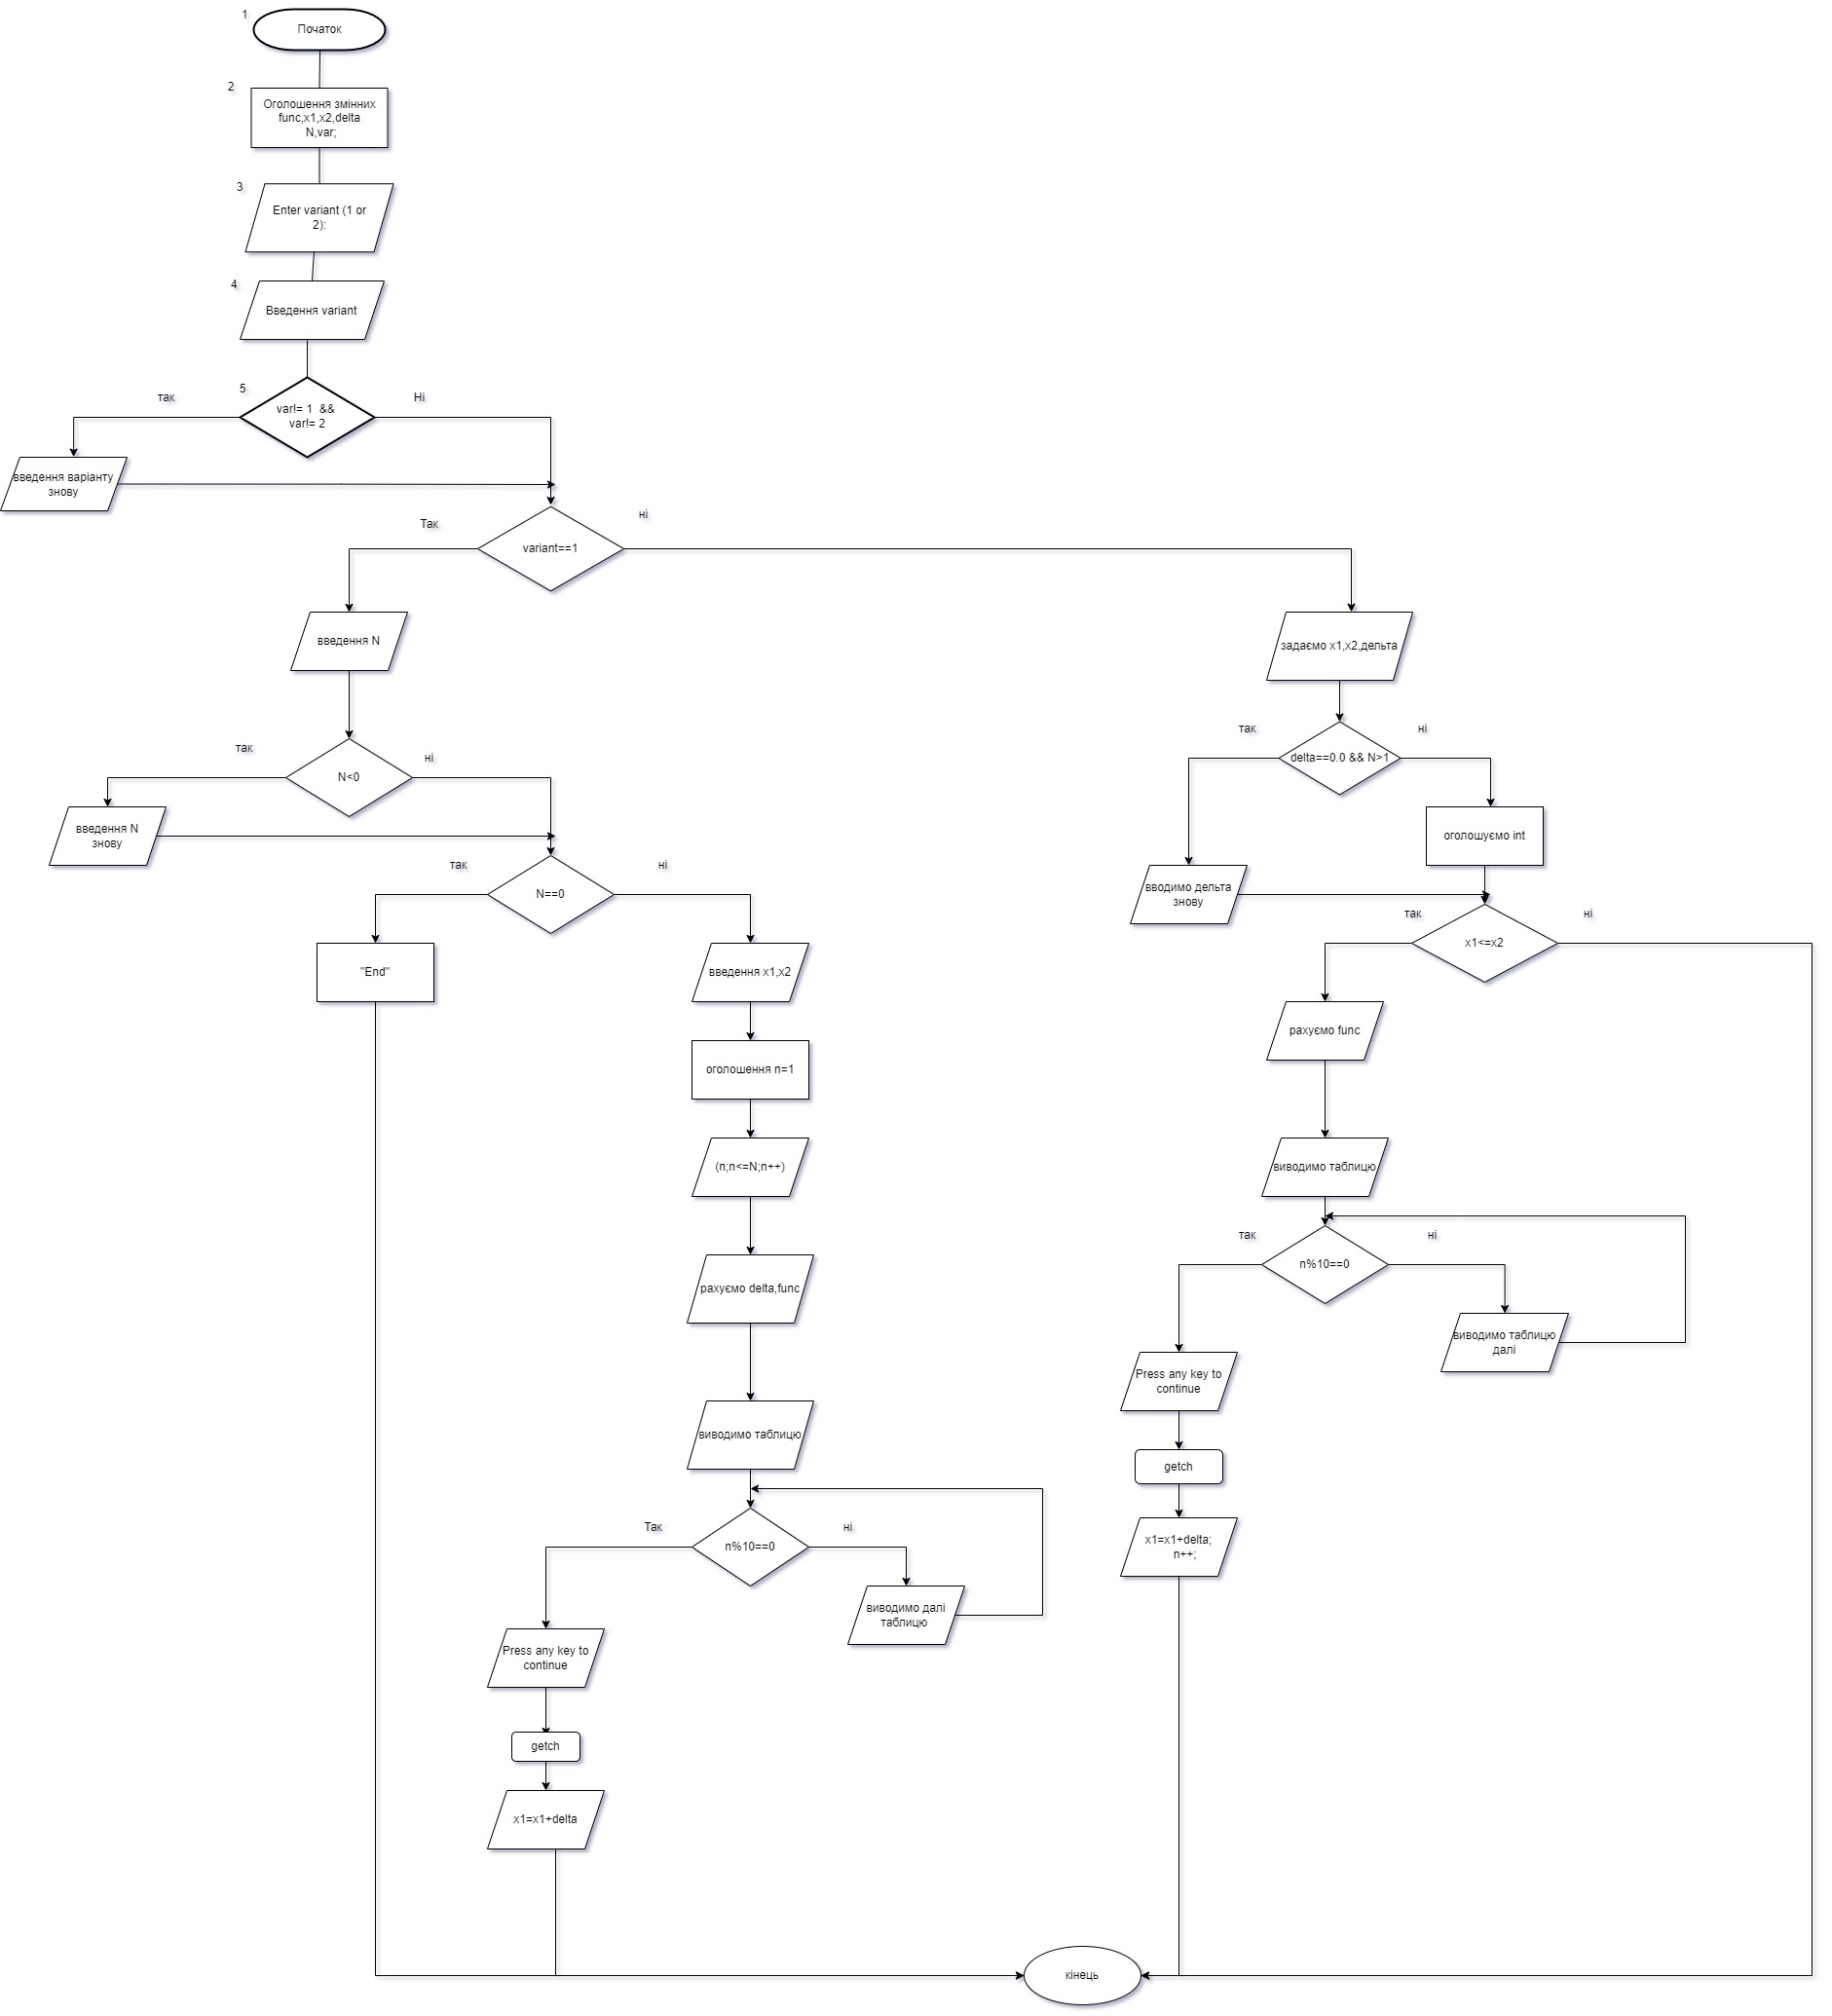 1
Початок
2
Оголошення змінних
func,x1,x2,delta
N,var;
3
Enter variant (1 or
2):
4
Введення variant
5
так
var!= 1 &&
var!= 2
Ні
введення варіанту
знову
Так
variant==1
ні
введення N
задаємо x1,x2,дельта
так
N<0
ні
введення N
знову
так
delta==0.0 && N>1
ні
оголошуємо int
вводимо дельта
знову
так
N==0
ні
так
x1<=x2
ні
"End"
введення x1,x2
рахуємо func
оголошення n=1
(n;n<=N;n++)
виводимо таблицю
рахуємо delta,func
так
n%10==0
ні
виводимо таблицю
далі
Press any key to
continue
виводимо таблицю
getch
Так
n%10==0
ні
x1=x1+delta;
n++;
виводимо далі
таблицю
Press any key to
continue
getch
x1=x1+delta
кінець